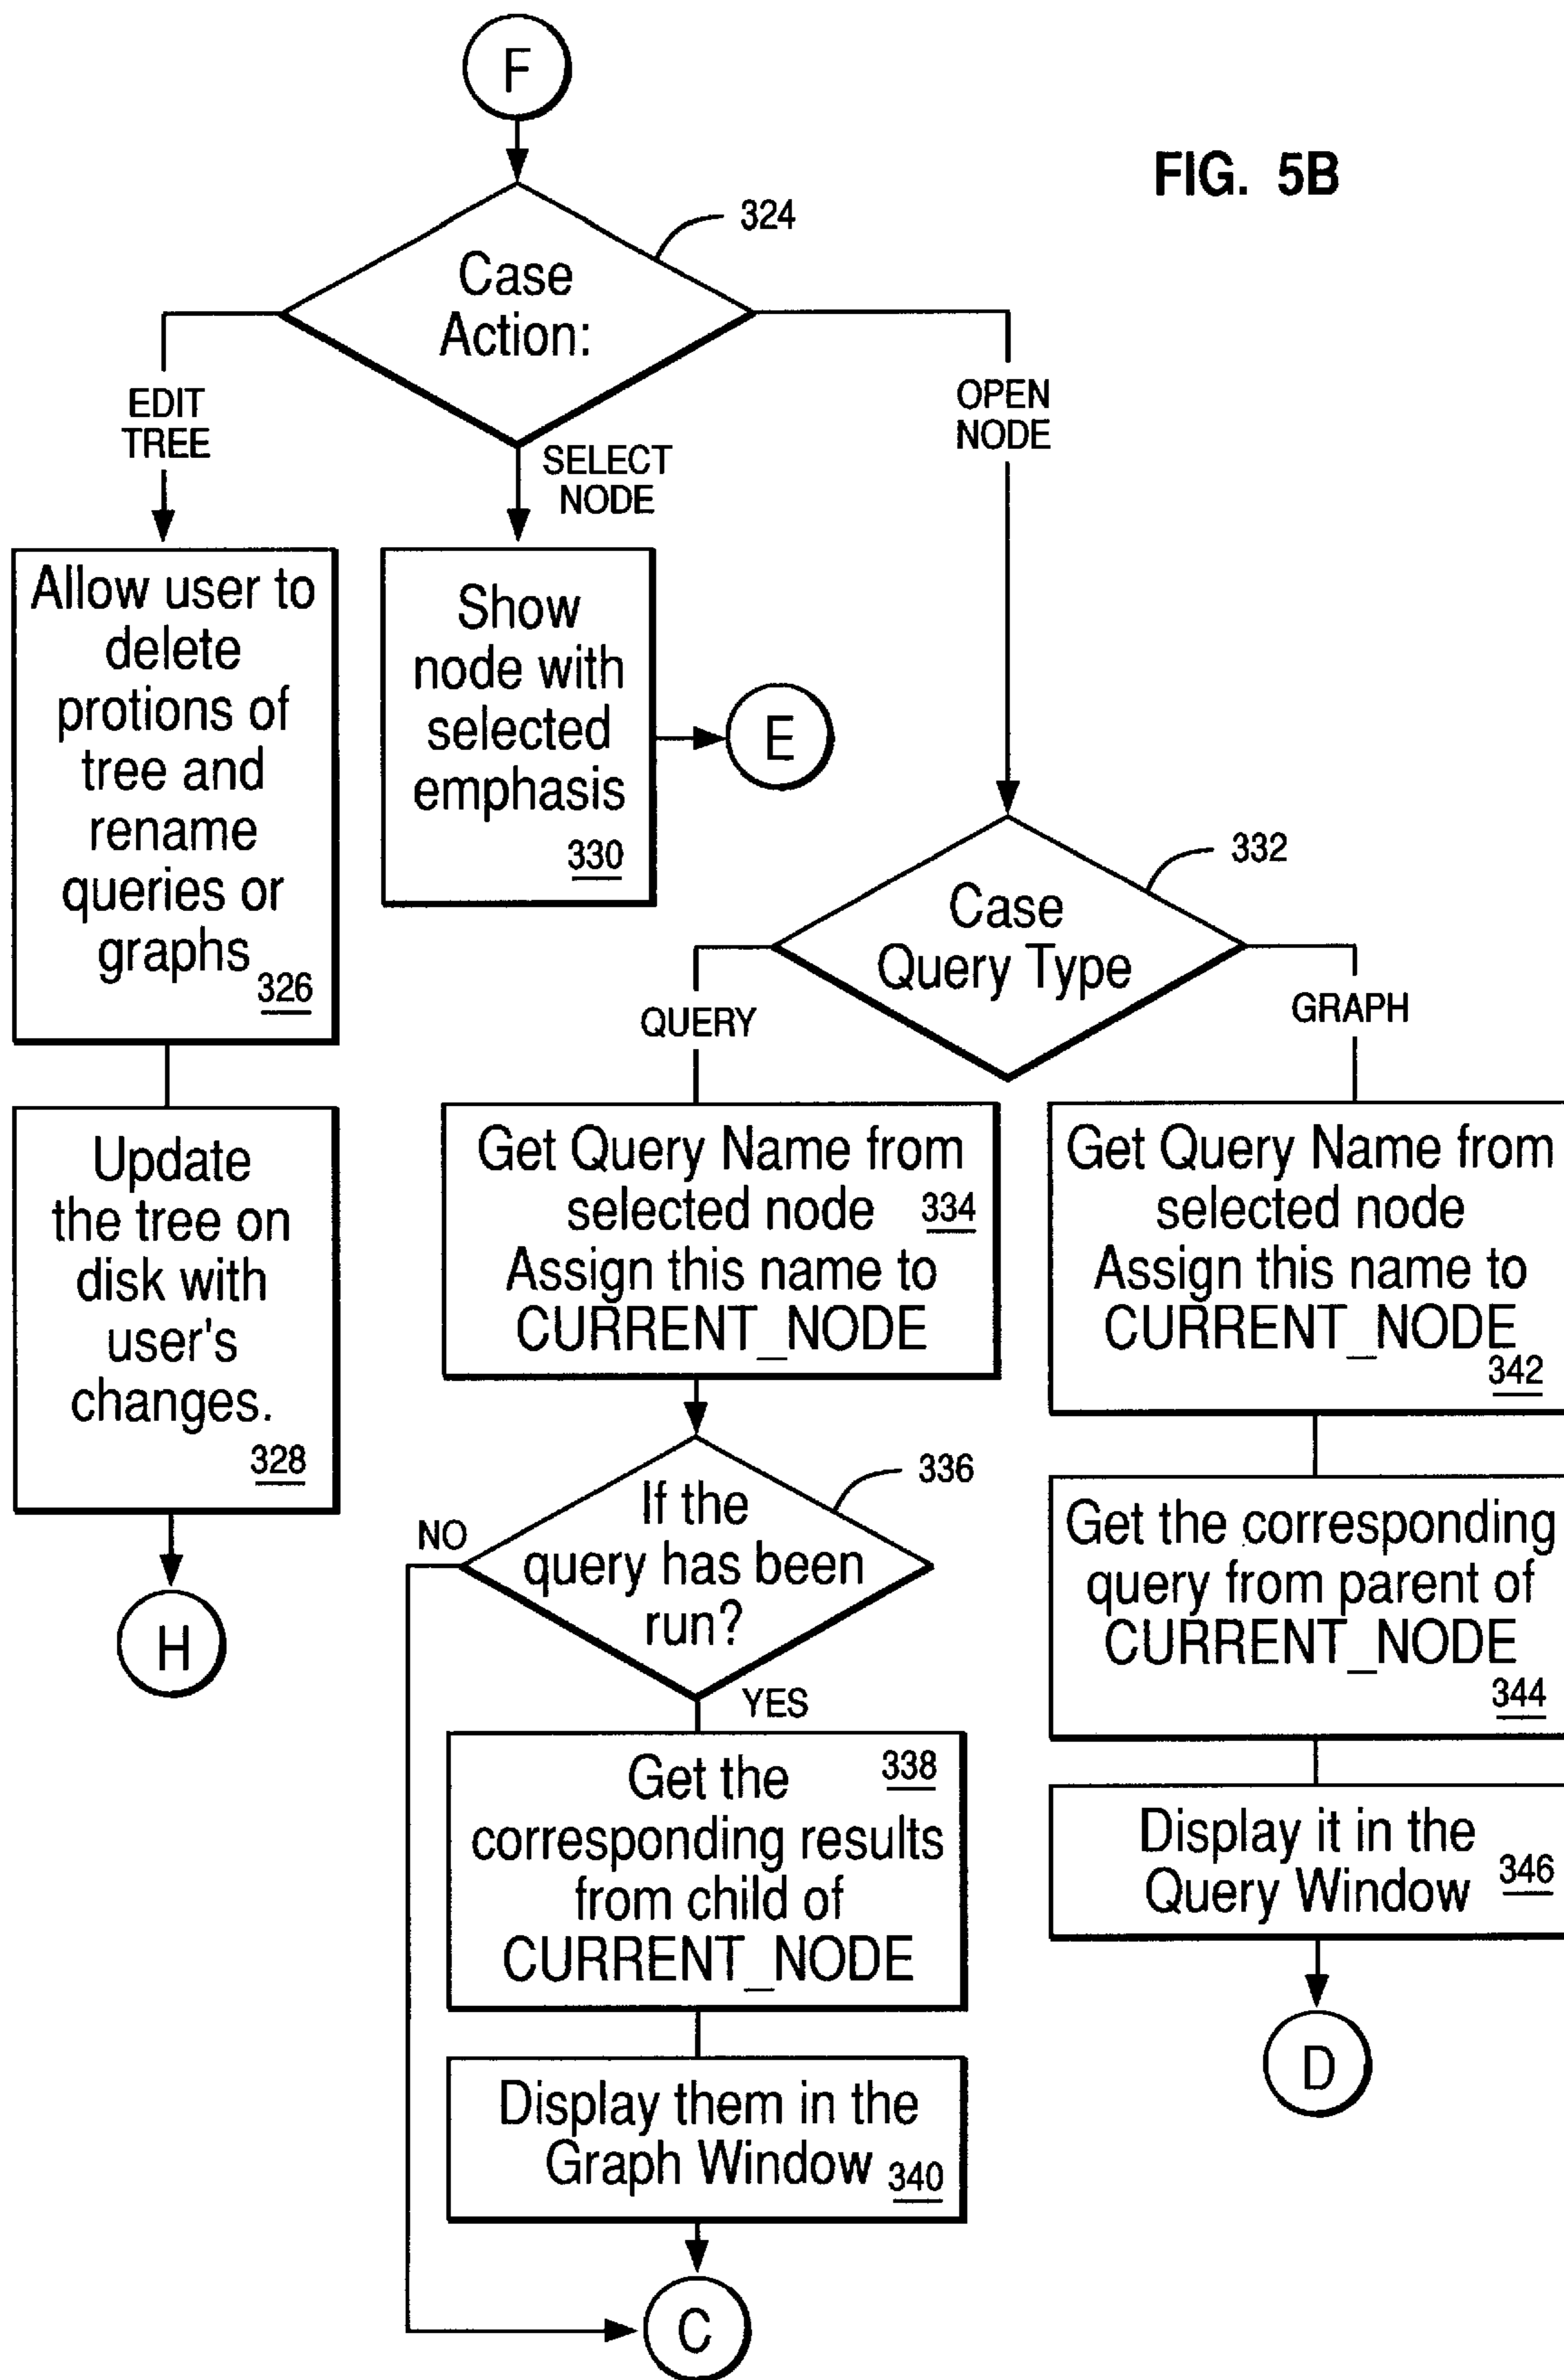 F
FIG. 5B
324
Case
Action:
EDIT
TREE
SELECT
NODE
OPEN
NODE
Allow user to
delete
protions of
tree and
rename
queries or
graphs
326
Show
node with
selected
emphasis
330
E
332
Case
Query Type
QUERY
GRAPH
Update
the tree on
disk with
user's
changes.
328
H
Get Query Name from
selected node 334
Assign this name to
CURRENT_NODE
Get Query Name from
selected node
Assign this name to
CURRENT_NODE
342
336
If the
query has been
run?
NO
YES
Get the corresponding
query from parent of
CURRENT_NODE
344
Get the 338
corresponding results
from child of
CURRENT_NODE
Display it in the
Query Window 346
D
Display them in the
Graph Window 340
C